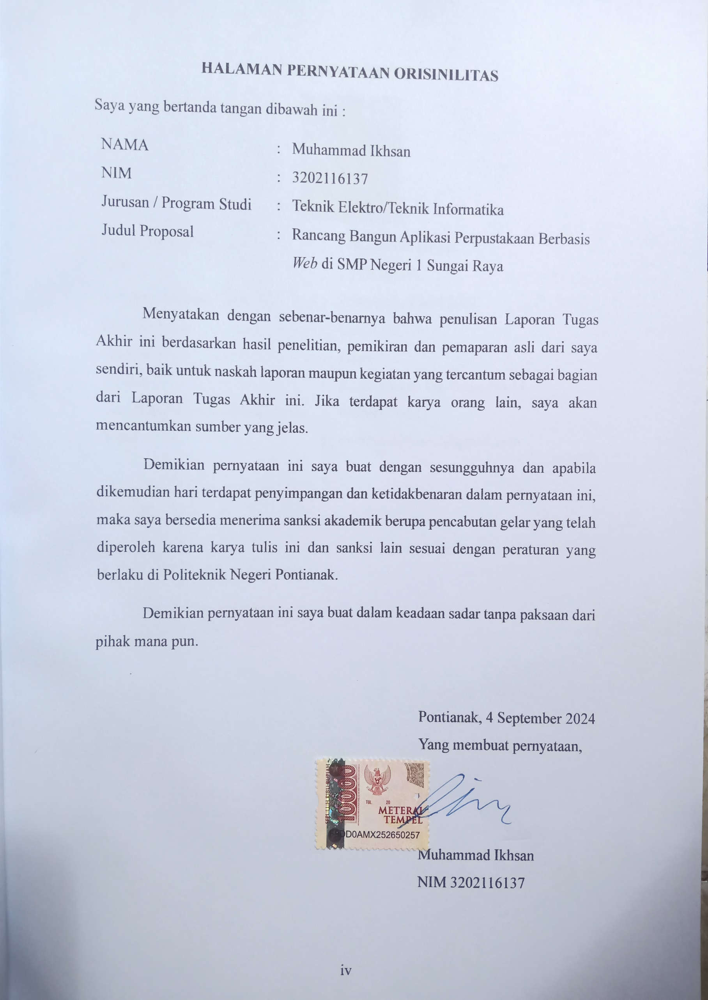 HALAMAN PERNYATAAN ORISINILITAS
Saya yang bertanda tangan dibawah ini :
NAMA : Muhammad Ikhsan
NIM : 3202116137
Jurusan / Program Studi : Teknik Elektro/Teknik Informatika
Judul Proposal : Rancang Bangun Aplikasi Perpustakaan Berbasis
Web di SMP Negeri 1 Sungai Raya
Menyatakan dengan sebenar-benarnya bahwa penulisan Laporan Tugas
Akhir ini berdasarkan hasil penelitian, pemikiran dan pemaparan asli dari saya
sendiri, baik untuk naskah laporan maupun kegiatan yang tercantum sebagai bagian
dari Laporan Tugas Akhir ini. Jika terdapat karya orang lain, saya akan
mencantumkan sumber yang jelas.
Demikian pernyataan ini saya buat dengan sesungguhnya dan apabila
dikemudian hari terdapat penyimpangan dan ketidakbenaran dalam pernyataan ini,
maka saya bersedia menerima sanksi akademik berupa pencabutan gelar yang telah
diperoleh karena karya tulis ini dan sanksi lain sesuai dengan peraturan yang
berlaku di Politeknik Negeri Pontianak.
Demikian pernyataan ini saya buat dalam keadaan sadar tanpa paksaan dari
pihak mana pun.
Pontianak, 4 September 2024
Yang membuat pernyataan,
SEPULUH RIBU RUPIAH
10000
TGL. 20
METERAI
TEMPEL
DD0AMX252650257
Muhammad Ikhsan
NIM 3202116137
iv